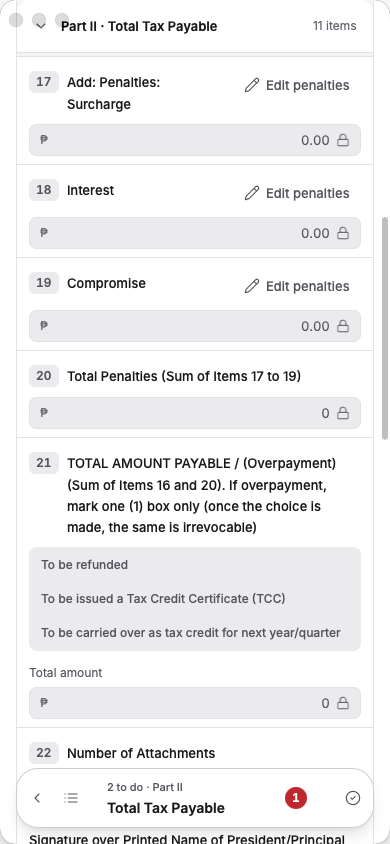 Part II · Total Tax Payable
11 items
17
Add: Penalties:
Surcharge
Edit penalties
₱
0.00
18
Interest
Edit penalties
₱
0.00
19
Compromise
Edit penalties
₱
0.00
20
Total Penalties (Sum of Items 17 to 19)
₱
0
21
TOTAL AMOUNT PAYABLE / (Overpayment)
(Sum of Items 16 and 20). If overpayment,
mark one (1) box only (once the choice is
made, the same is irrevocable)
To be refunded
To be issued a Tax Credit Certificate (TCC)
To be carried over as tax credit for next year/quarter
Total amount
₱
0
22
Number of Attachments
2 to do · Part II
Total Tax Payable
1
Signature over Printed Name of President/Principal